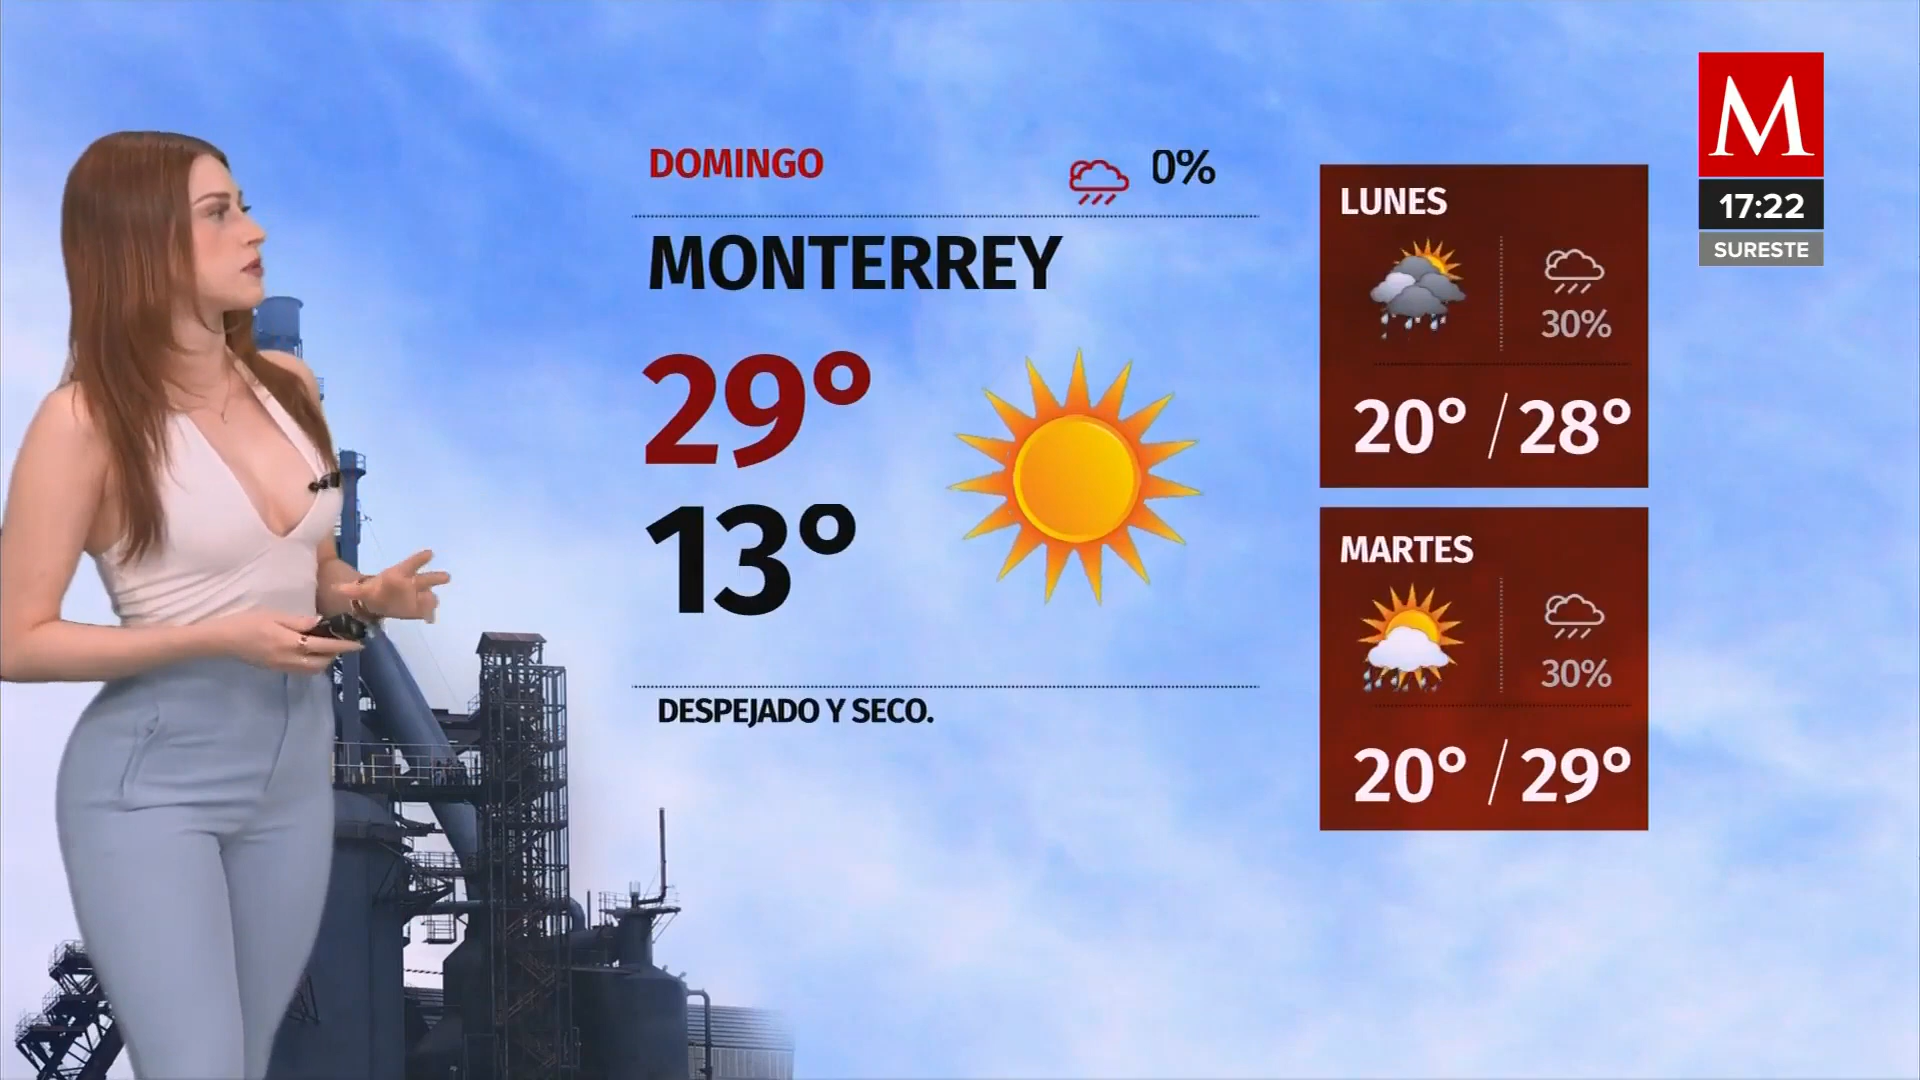 DOMINGO
0%
MONTERREY
29°
13°
DESPEJADO Y SECO.
LUNES
30%
20° / 28°
MARTES
30%
20° / 29°
M
17:22
SURESTE